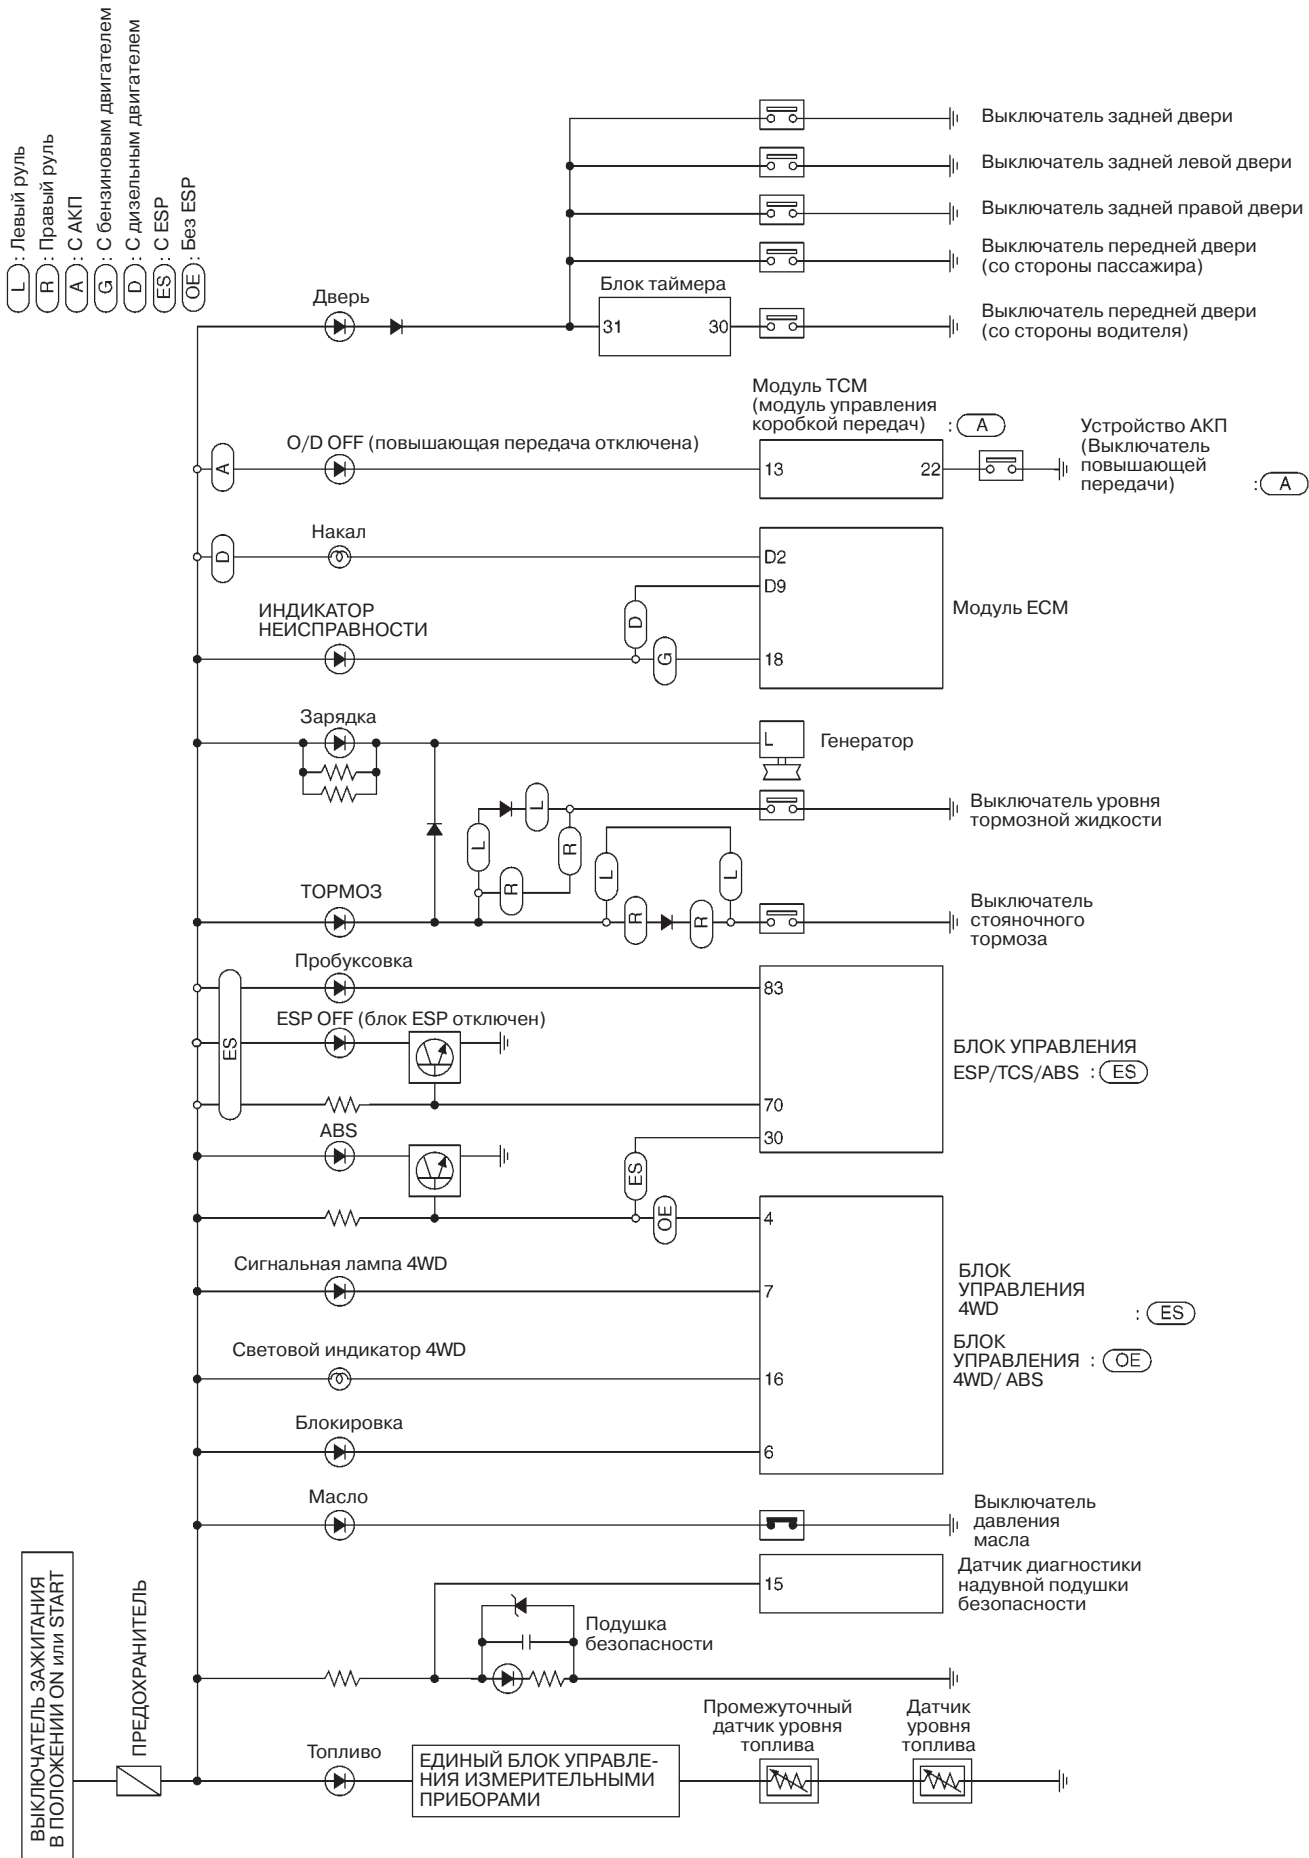 L : Левый руль
R : Правый руль
A : С АКП
G : С бензиновым двигателем
D : С дизельным двигателем
ES : С ESP
OE : Без ESP
Выключатель задней двери
Выключатель задней левой двери
Выключатель задней правой двери
Выключатель передней двери
(со стороны пассажира)
Дверь
Блок таймера
31
30
Выключатель передней двери
(со стороны водителя)
A
O/D OFF (повышающая передача отключена)
Модуль TCM
(модуль управления
коробкой передач)
: A
13
22
Устройство АКП
(Выключатель
повышающей
передачи)
: A
D
Накал
D2
D9
D
Модуль ECM
ИНДИКАТОР
НЕИСПРАВНОСТИ
G
18
Зарядка
L
Генератор
L
L
R
R
Выключатель уровня
тормозной жидкости
ТОРМОЗ
L
L
R
R
Выключатель
стояночного
тормоза
ES
Пробуксовка
83
ESP OFF (блок ESP отключен)
БЛОК УПРАВЛЕНИЯ
ESP/TCS/ABS : ES
70
30
ABS
ES
OE
4
Сигнальная лампа 4WD
7
БЛОК
УПРАВЛЕНИЯ
4WD
: ES
Световой индикатор 4WD
16
БЛОК
УПРАВЛЕНИЯ : OE
4WD/ ABS
Блокировка
6
Масло
Выключатель
давления
масла
15
Датчик диагностики
надувной подушки
безопасности
Подушка
безопасности
ВЫКЛЮЧАТЕЛЬ ЗАЖИГАНИЯ
В ПОЛОЖЕНИИ ON или START
ПРЕДОХРАНИТЕЛЬ
Топливо
ЕДИНЫЙ БЛОК УПРАВЛЕ-
НИЯ ИЗМЕРИТЕЛЬНЫМИ
ПРИБОРАМИ
Промежуточный
датчик уровня
топлива
Датчик
уровня
топлива